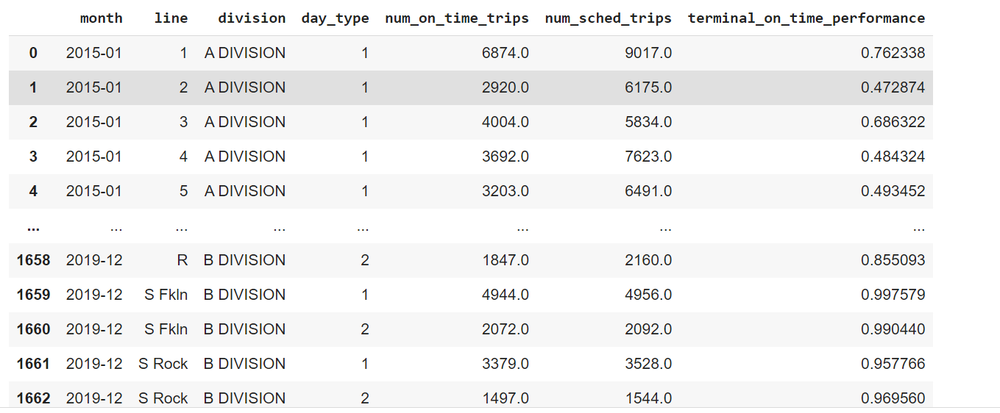 month line division day_type num_on_time_trips num_sched_trips terminal_on_time_performance
0 2015-01 1 A DIVISION 1 6874.0 9017.0 0.762338
1 2015-01 2 A DIVISION 1 2920.0 6175.0 0.472874
2 2015-01 3 A DIVISION 1 4004.0 5834.0 0.686322
3 2015-01 4 A DIVISION 1 3692.0 7623.0 0.484324
4 2015-01 5 A DIVISION 1 3203.0 6491.0 0.493452
... ... ... ... ... ... ... ...
1658 2019-12 R B DIVISION 2 1847.0 2160.0 0.855093
1659 2019-12 S Fkln B DIVISION 1 4944.0 4956.0 0.997579
1660 2019-12 S Fkln B DIVISION 2 2072.0 2092.0 0.990440
1661 2019-12 S Rock B DIVISION 1 3379.0 3528.0 0.957766
1662 2019-12 S Rock B DIVISION 2 1497.0 1544.0 0.969560